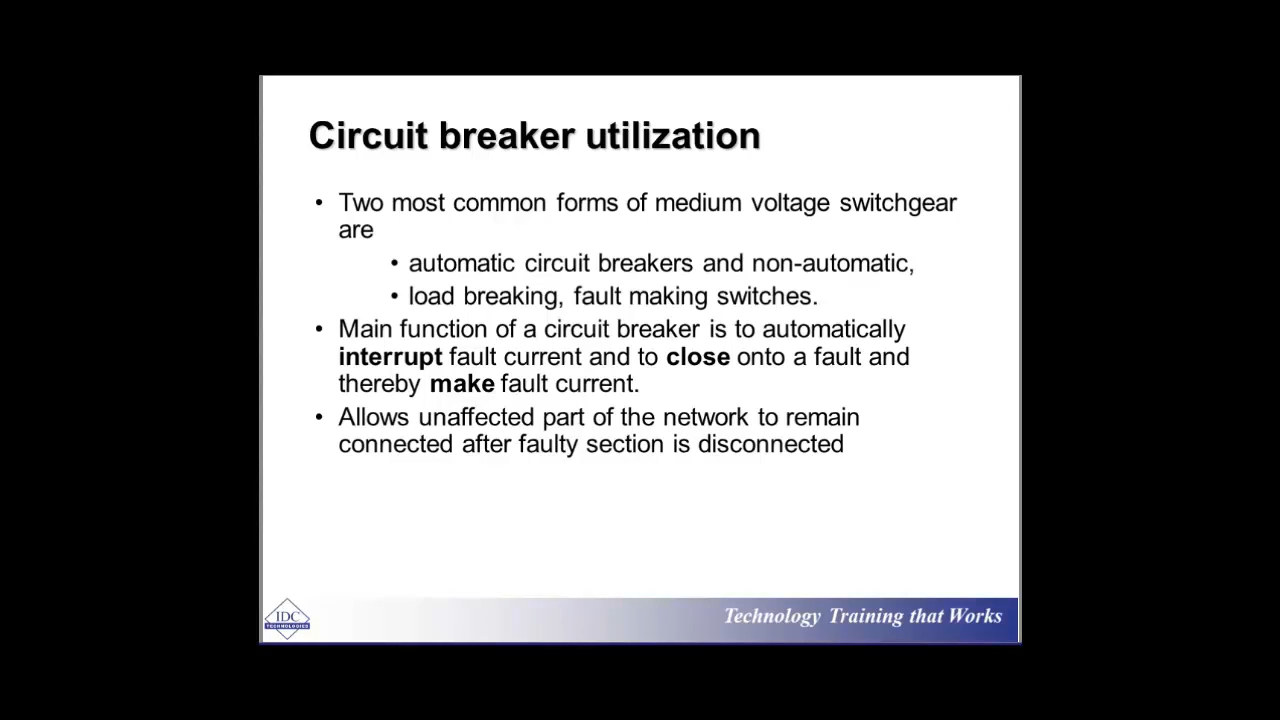 Circuit breaker utilization
• Two most common forms of medium voltage switchgear
are
• automatic circuit breakers and non-automatic,
• load breaking, fault making switches.
• Main function of a circuit breaker is to automatically
interrupt fault current and to close onto a fault and
thereby make fault current.
• Allows unaffected part of the network to remain
connected after faulty section is disconnected
IDC
TECHNOLOGIES
Technology Training that Works